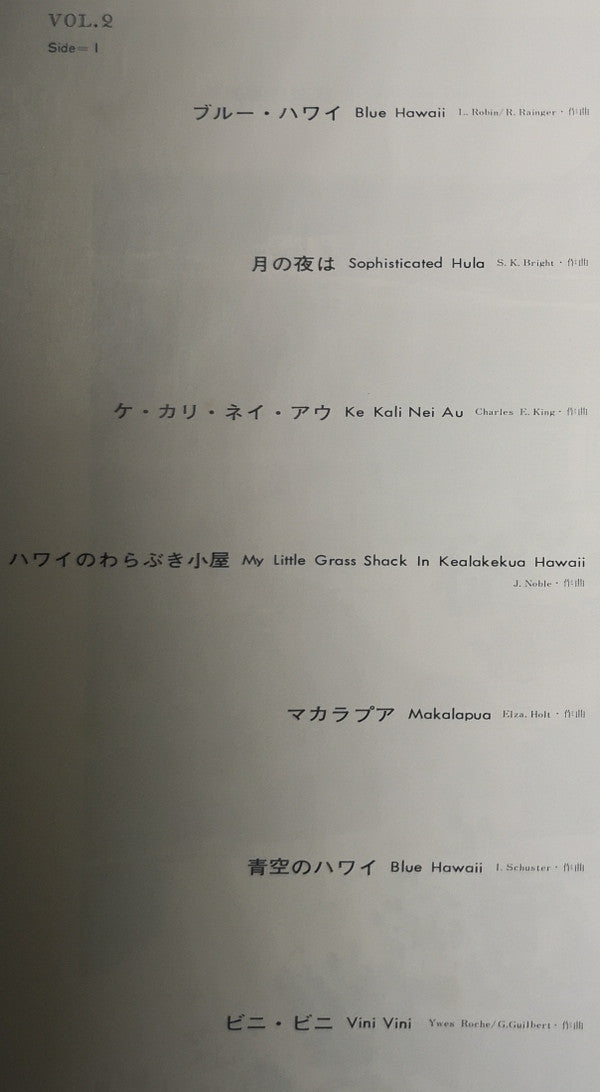 VOL.2
Side=1
ブルー・ハワイ Blue Hawaii L. Robin/R. Rainger・作曲
月の夜は Sophisticated Hula S. K. Bright・作曲
ケ・カリ・ネイ・アウ Ke Kali Nei Au Charles E. King・作曲
ハワイのわらぶき小屋 My Little Grass Shack In Kealakekua Hawaii
J. Noble・作曲
マカラプア Makalapua Elza. Holt・作曲
青空のハワイ Blue Hawaii I. Schuster・作曲
ビニ・ビニ Vini Vini Ywes Roche/G.Guilbert・作曲